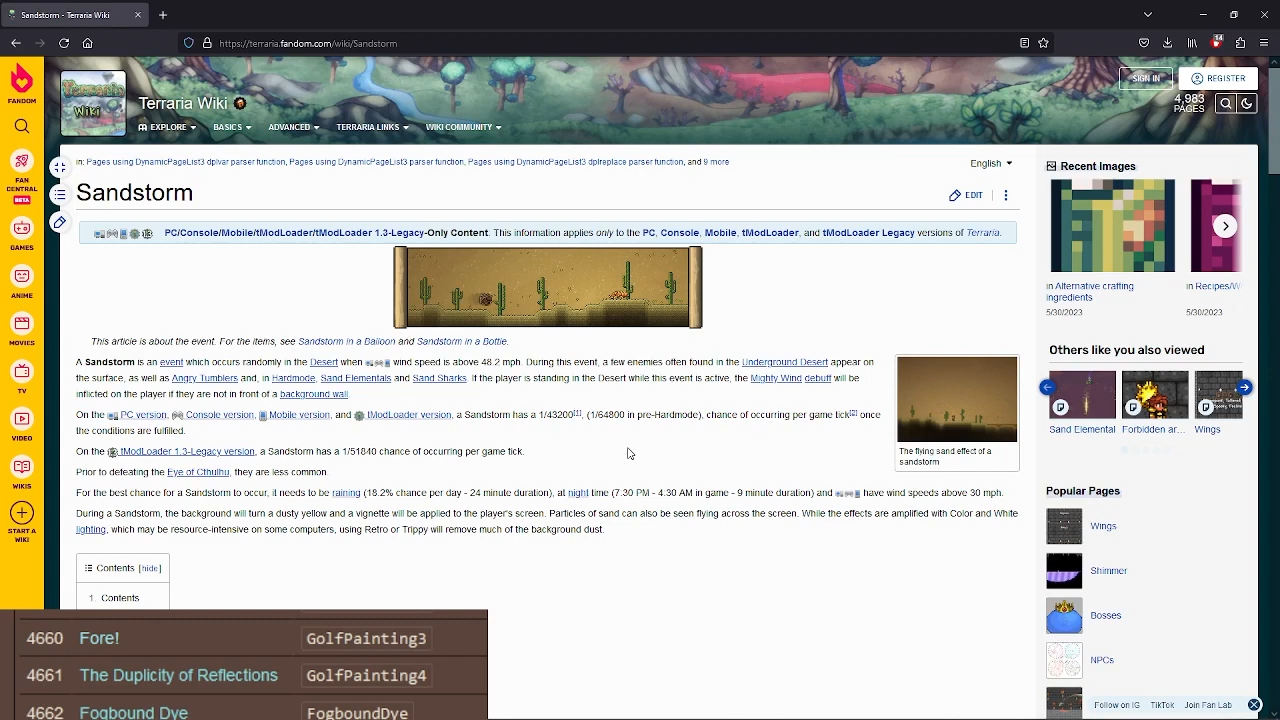 Sandstorm - Terraria Wiki
https://terraria.fandom.com/wiki/Sandstorm
14
FANDOM
FAN
CENTRAL
BETA
GAMES
ANIME
MOVIES
TV
VIDEO
WIKIS
START A
WIKI
Wiki
Terraria Wiki
SIGN IN
REGISTER
4,983
PAGES
EXPLORE
BASICS
ADVANCED
TERRARIA LINKS
WIKI COMMUNITY
in: Pages using DynamicPageList3 dplvar parser function, Pages using DynamicPageList3 parser function, Pages using DynamicPageList3 dplreplace parser function, and 9 more
English
Sandstorm
EDIT
PC/Console/Mobile/tModLoader/tModLoader 1.3-Legacy-Only Content. This information applies only to the PC, Console, Mobile, tModLoader, and tModLoader Legacy versions of Terraria.
This article is about the event. For the items, see Sandstorm in a Balloon and Sandstorm in a Bottle.
A Sandstorm is an event which occurs randomly in the Desert when wind speed is above 48.2 mph. During this event, a few enemies often found in the Underground Desert appear on
the surface, as well as Angry Tumblers and, in Hardmode, Sand Elementals and Sand Sharks. If the player is standing in the Desert while this event is active, the Mighty Wind debuff will be
inflicted on the player if they are not in front of a background wall.
On the PC version, Console version, Mobile version, and tModLoader version, a Sandstorm has a 1/43200[1], (1/64800 in pre-Hardmode), chance of occurring per game tick[2] once
the conditions are fulfilled.
On the tModLoader 1.3-Legacy version, a Sandstorm has a 1/51840 chance of occurring per game tick.
Prior to defeating the Eye of Cthulhu, they are less common.
For the best chance for a Sandstorm to occur, it needs to be raining (18.2% chance per day - 24 minute duration), at night time (7:30 PM - 4:30 AM in game - 9 minute duration) and have wind speeds above 30 mph.
During a Sandstorm, the background will turn a dusty yellow and a vignette will be applied to the player's screen. Particles of sand can also be seen flying across the screen. While the effects are amplified with Color and White
lighting, which may be resource-intensive on some computers, using Retro or Trippy will remove much of the background dust.
The flying sand effect of a
sandstorm
Contents [hide]
1 Contents
4660 Fore! GolfPainting3
4661 The Duplicity of Reflections GolfPainting4
4662 Fogbound Dye
Recent Images
in Alternative crafting
ingredients
5/30/2023
in Recipes/W
5/30/2023
Others like you also viewed
Sand Elemental
Forbidden ar...
Wings
Popular Pages
Wings
Shimmer
Bosses
NPCs
Follow on IG TikTok Join Fan Lab